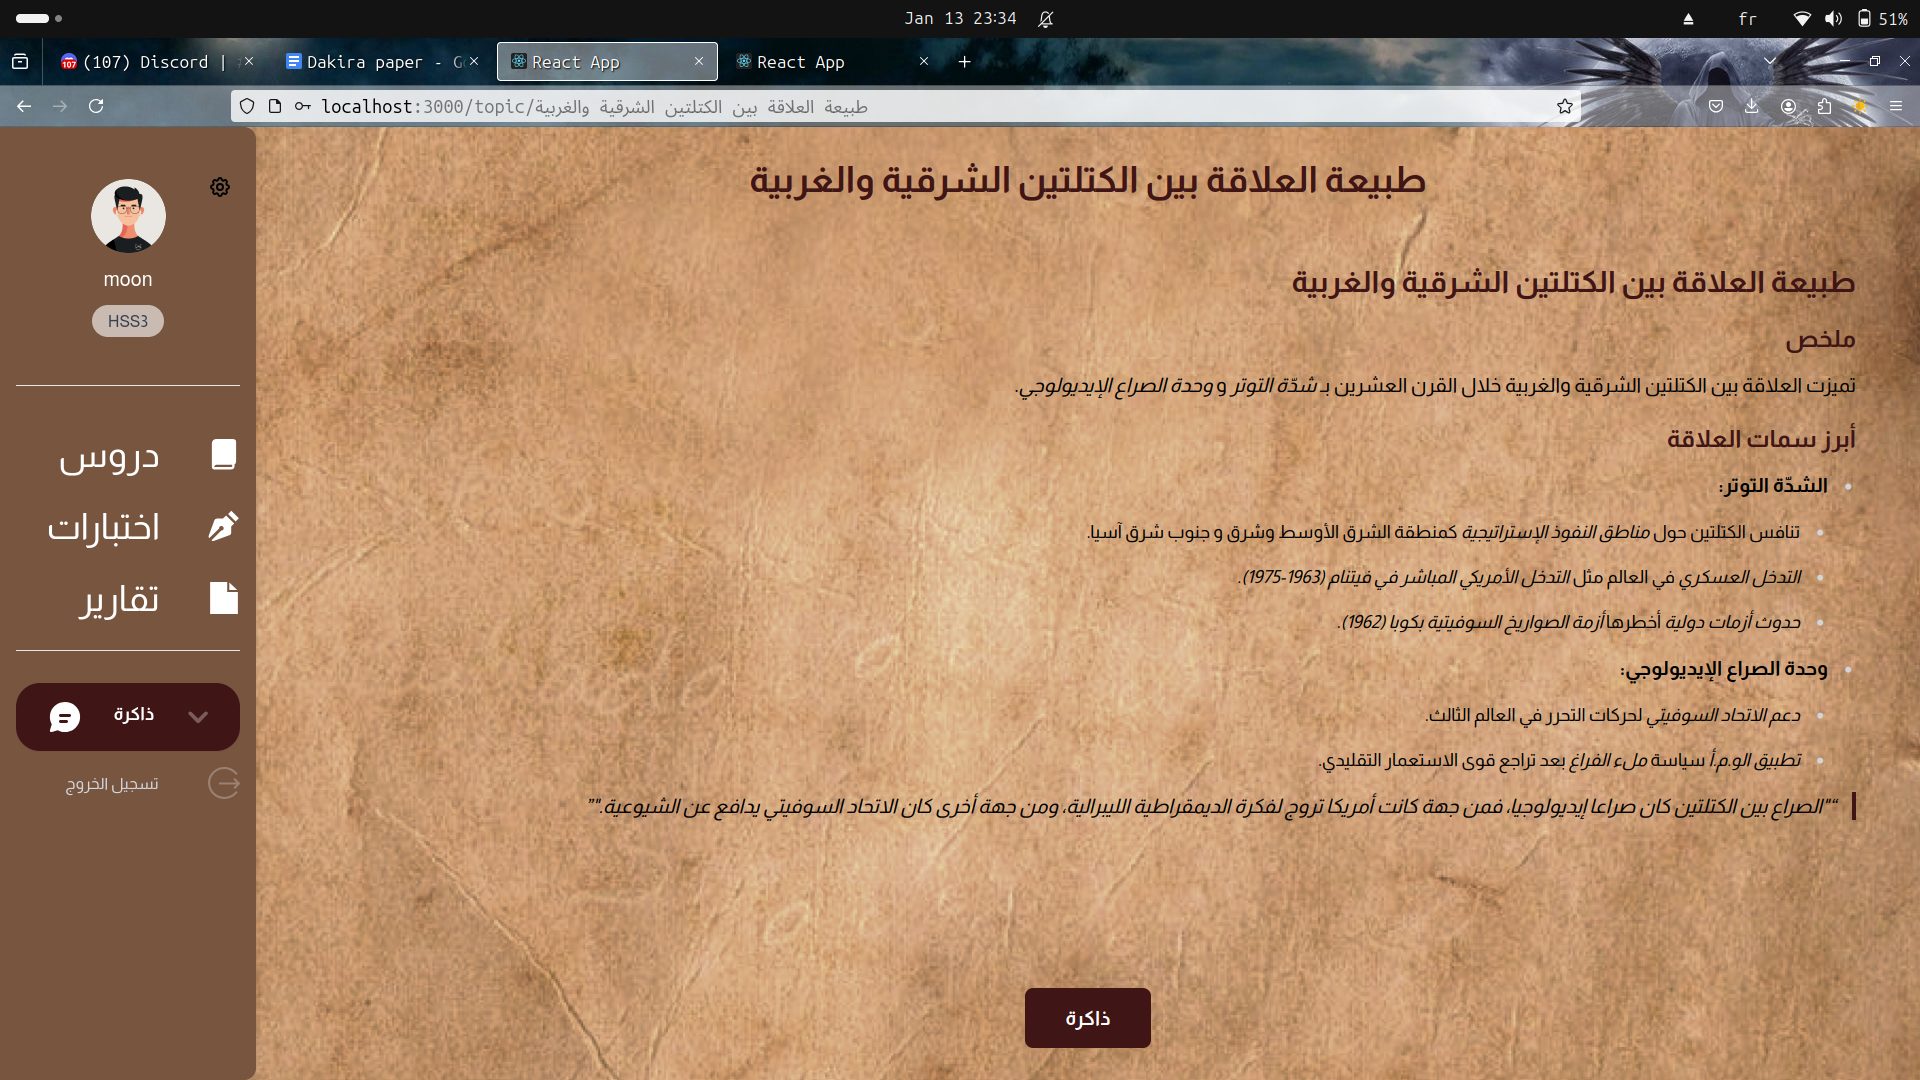 Jan 13 23:34
fr
51%
(107) Discord |
Dakira paper - G
React App
React App
localhost:3000/topic/طبيعة العلاقة بين الكتلتين الشرقية والغربية
moon
HSS3
دروس
اختبارات
تقارير
ذاكرة
تسجيل الخروج
طبيعة العلاقة بين الكتلتين الشرقية والغربية
طبيعة العلاقة بين الكتلتين الشرقية والغربية
ملخص
تميزت العلاقة بين الكتلتين الشرقية والغربية خلال القرن العشرين بـ شدّة التوتر و وحدة الصراع الإيديولوجي.
أبرز سمات العلاقة
الشدّة التوتر:
تنافس الكتلتين حول مناطق النفوذ الإستراتيجية كمنطقة الشرق الأوسط وشرق و جنوب شرق آسيا.
التدخل العسكري في العالم مثل التدخل الأمريكي المباشر في فيتنام (1963-1975).
حدوث أزمات دولية أخطرها أزمة الصواريخ السوفيتية بكوبا (1962).
وحدة الصراع الإيديولوجي:
دعم الاتحاد السوفيتي لحركات التحرر في العالم الثالث.
تطبيق الو.م.أ سياسة ملء الفراغ بعد تراجع قوى الاستعمار التقليدي.
“"الصراع بين الكتلتين كان صراعا إيديولوجيا، فمن جهة كانت أمريكا تروج لفكرة الديمقراطية الليبرالية، ومن جهة أخرى كان الاتحاد السوفيتي يدافع عن الشيوعية."”
ذاكرة